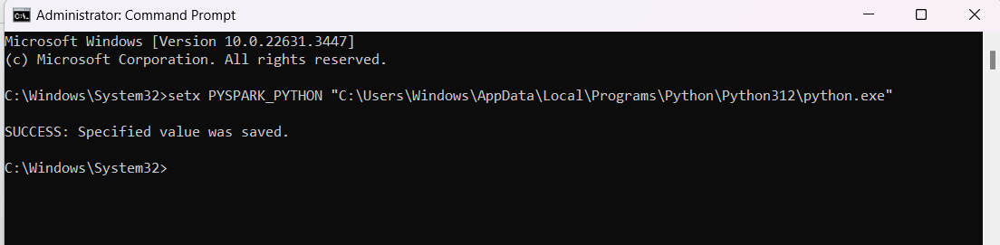 Administrator: Command Prompt
Microsoft Windows [Version 10.0.22631.3447]
(c) Microsoft Corporation. All rights reserved.
C:\Windows\System32>setx PYSPARK_PYTHON "C:\Users\Windows\AppData\Local\Programs\Python\Python312\python.exe"
SUCCESS: Specified value was saved.
C:\Windows\System32>